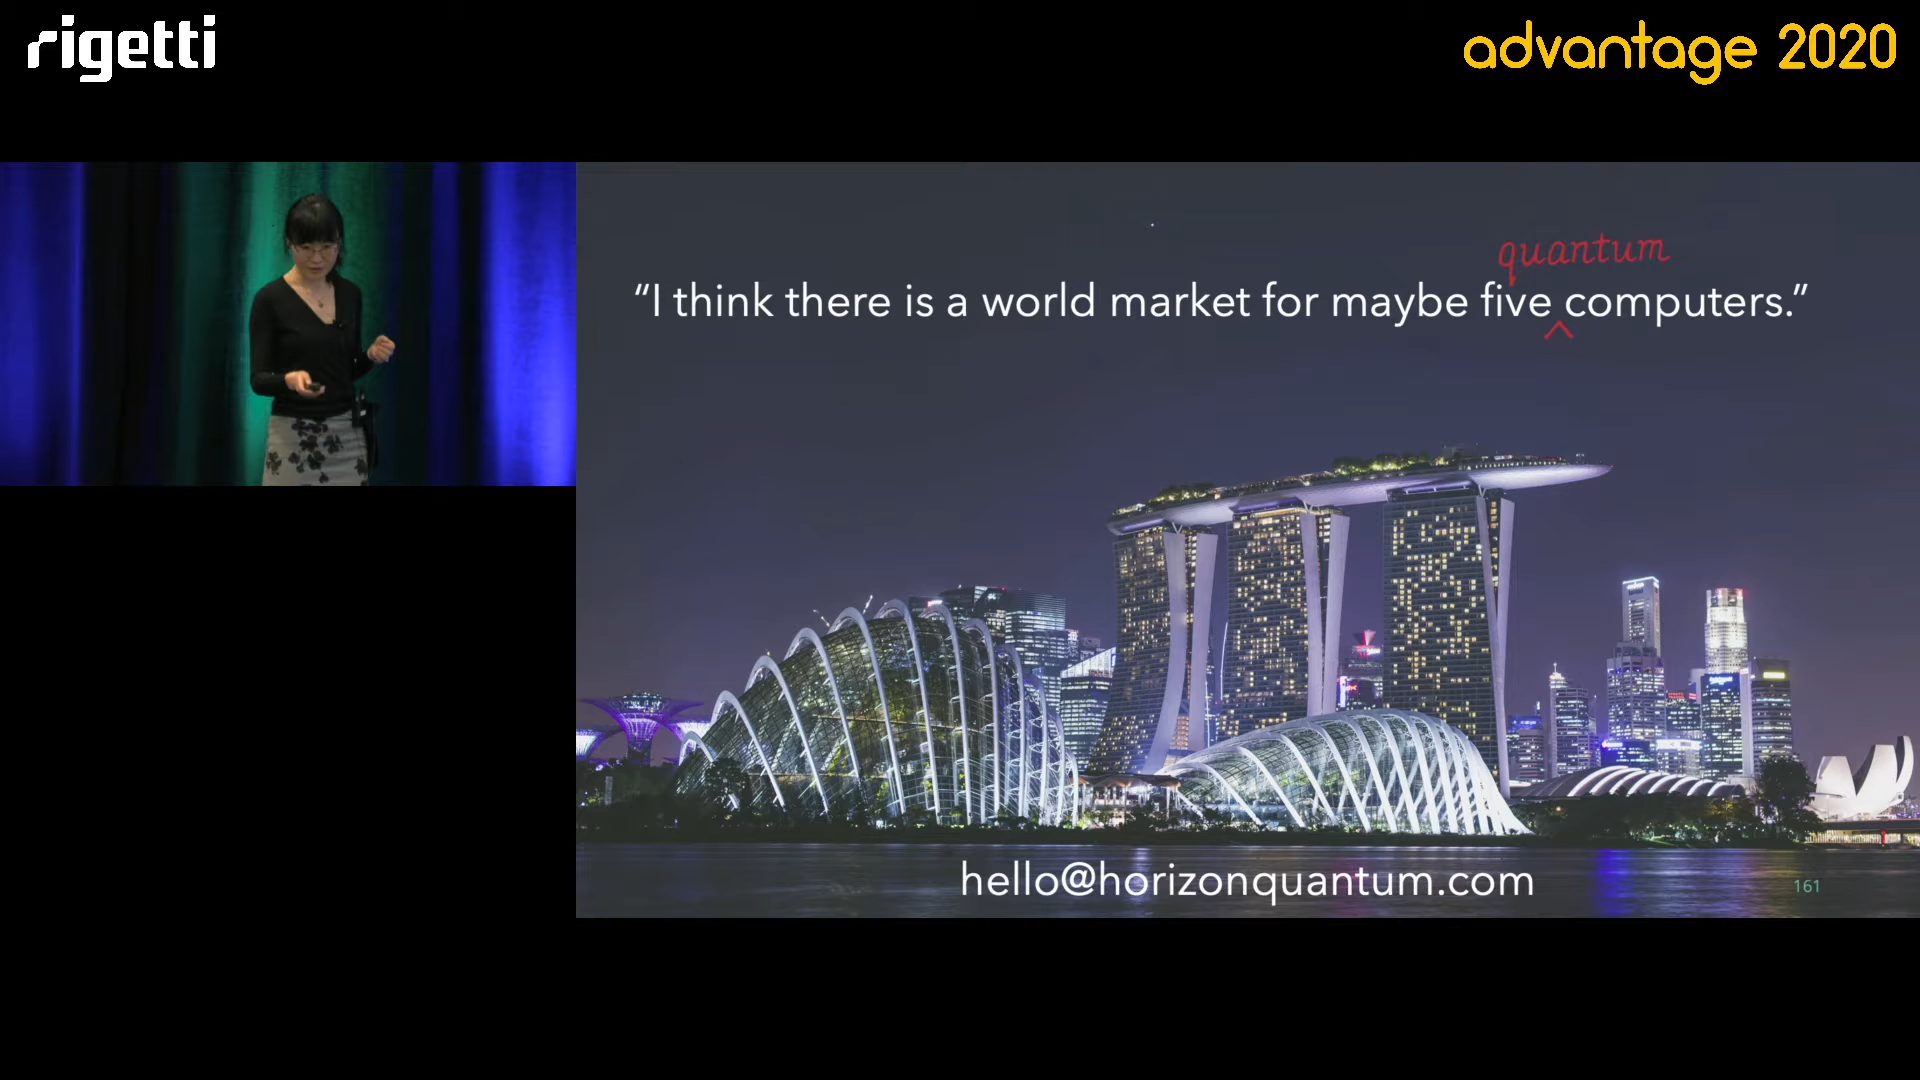 rigetti
advantage 2020
quantum
“I think there is a world market for maybe five computers.”
^
hello@horizonquantum.com
161